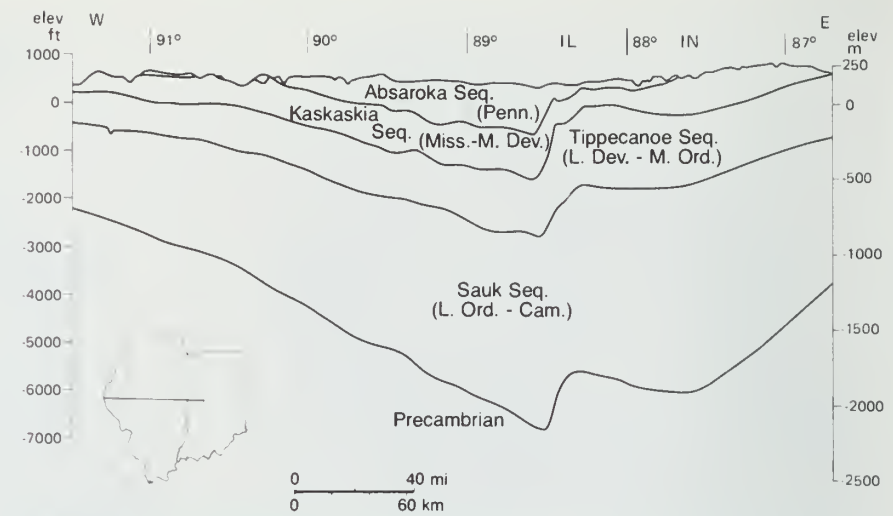 elev
ft
W
91°
90°
89°
IL
88°
IN
87°
E
elev
m
1000
0
-1000
-2000
-3000
-4000
-5000
-6000
-7000
250
0
-500
-1000
-1500
-2000
-2500
Absaroka Seq.
(Penn.)
Kaskaskia
Seq.
(Miss.-M. Dev.)
Tippecanoe Seq.
(L. Dev. - M. Ord.)
Sauk Seq.
(L. Ord. - Cam.)
Precambrian
0 40 mi
0 60 km